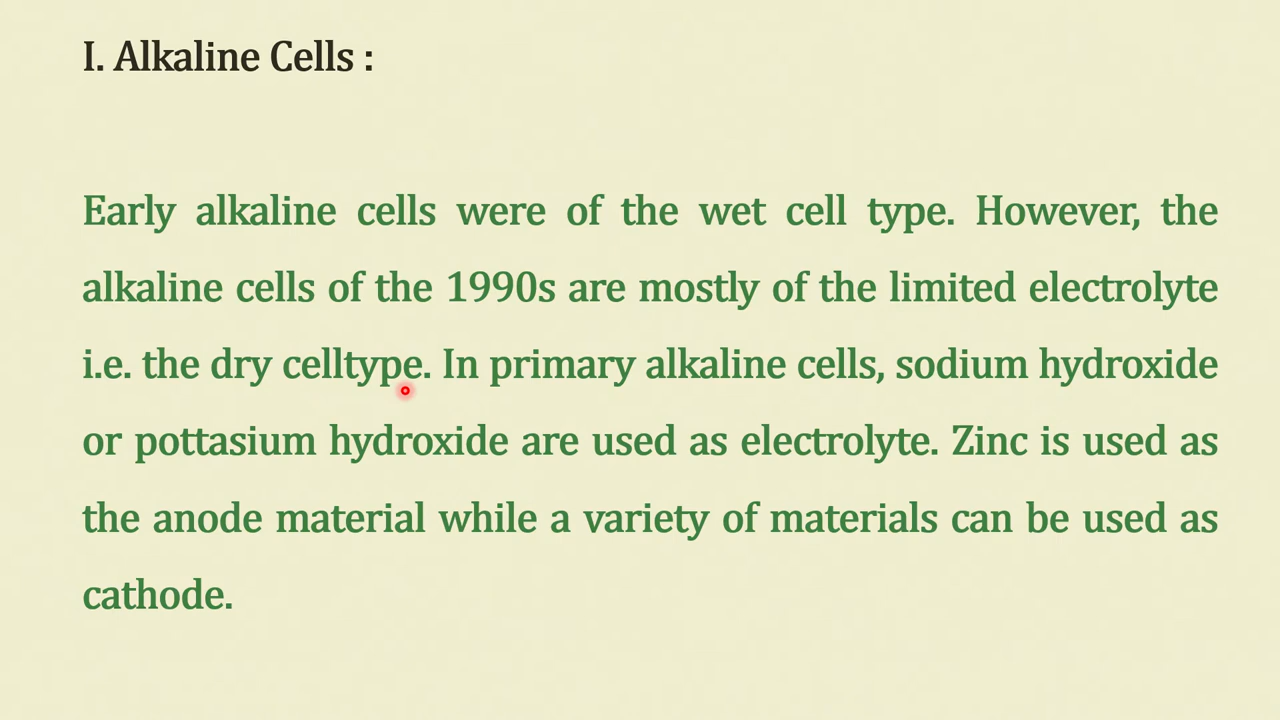 I. Alkaline Cells :
Early alkaline cells were of the wet cell type. However, the
alkaline cells of the 1990s are mostly of the limited electrolyte
i.e. the dry celltype. In primary alkaline cells, sodium hydroxide
or pottasium hydroxide are used as electrolyte. Zinc is used as
the anode material while a variety of materials can be used as
cathode.